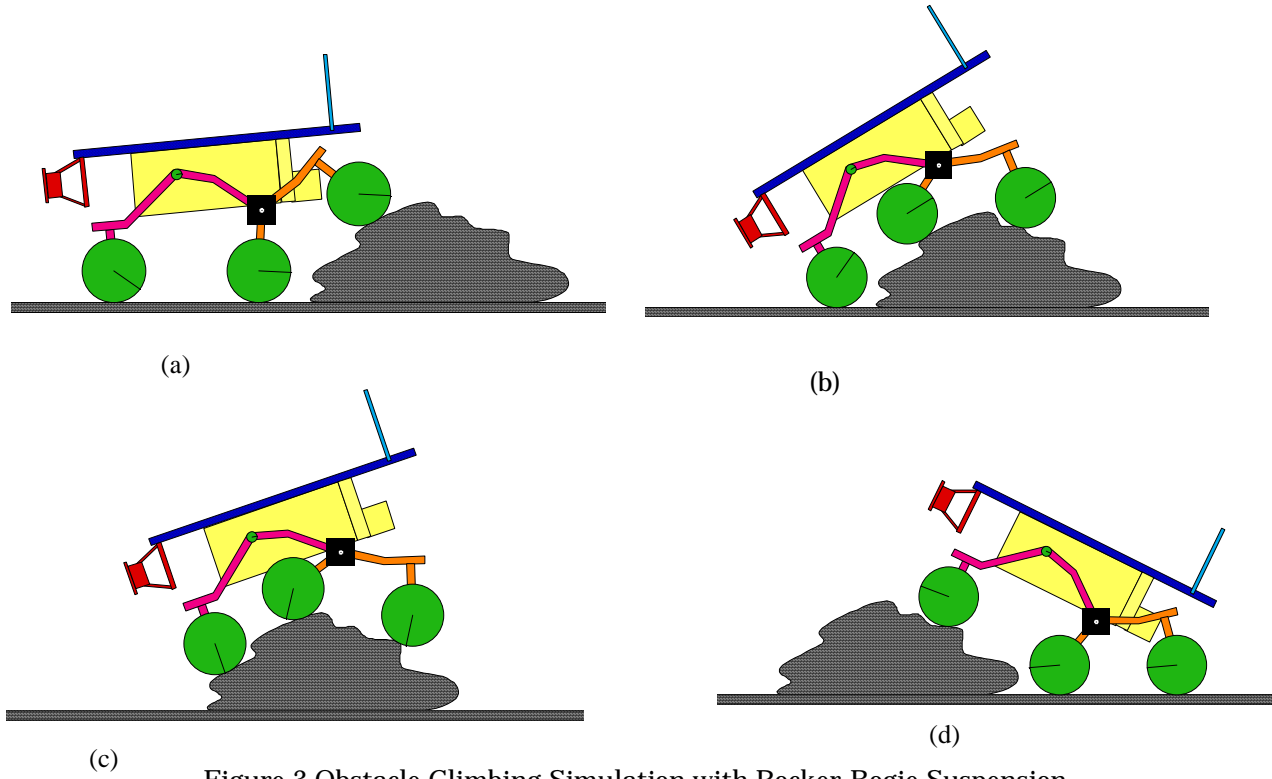 (a)
(b)
(c)
(d)
Figure 3 Obstacle Climbing Simulation with Rocker Bogie Suspension